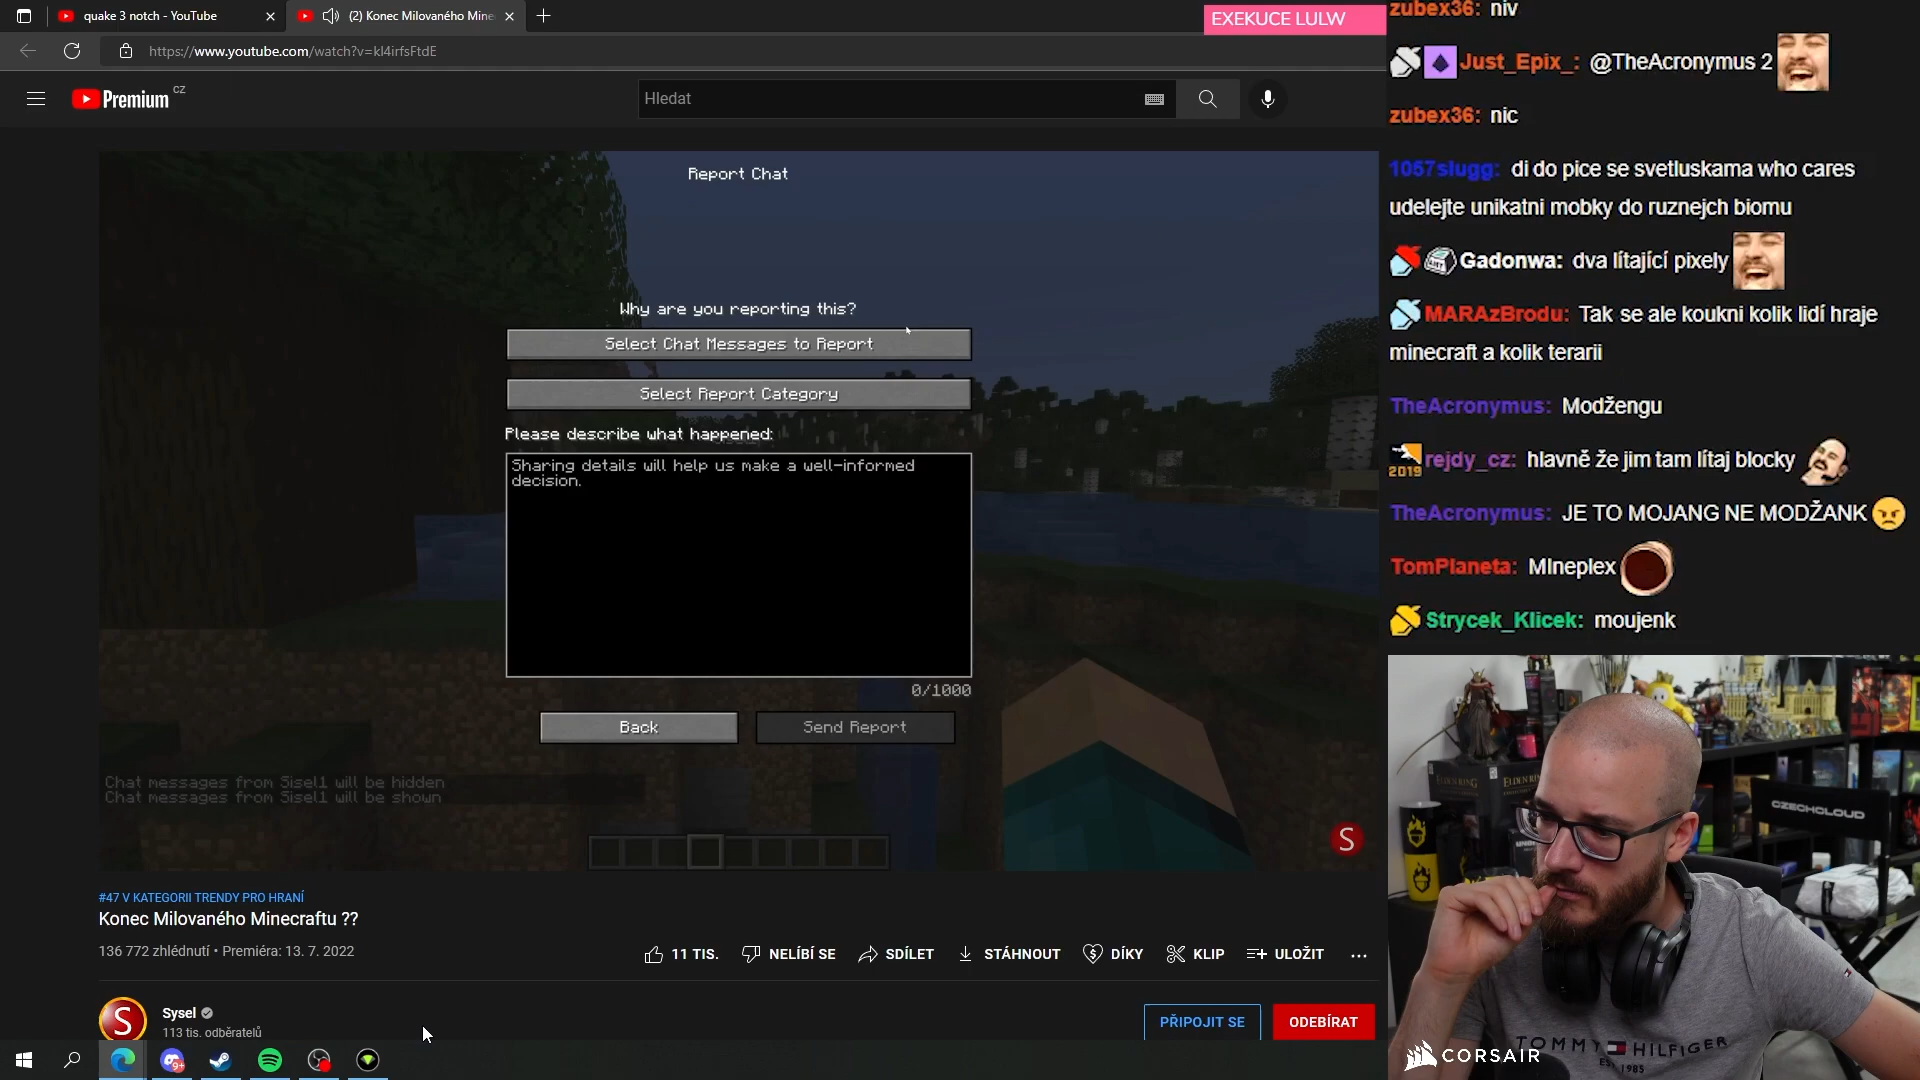 quake 3 notch - YouTube
(2) Konec Milovaného Mine
https://www.youtube.com/watch?v=kl4irfsFtdE
EXEKUCE LULW
Premium CZ
Hledat
Report Chat
Why are you reporting this?
Select Chat Messages to Report
Select Report Category
Please describe what happened:
Sharing details will help us make a well-informed
decision.
0/1000
Back
Send Report
Chat messages from Sisel1 will be hidden
Chat messages from Sisel1 will be shown
S
#47 V KATEGORII TRENDY PRO HRANÍ
Konec Milovaného Minecraftu ??
136 772 zhlédnutí • Premiéra: 13. 7. 2022
11 TIS.
NELÍBÍ SE
SDÍLET
STÁHNOUT
DÍKY
KLIP
ULOŽIT
S
Sysel
113 tis. odběratelů
PŘIPOJIT SE
ODEBÍRAT
9+
zubex36: niv
Just_Epix_: @TheAcronymus 2
zubex36: nic
1057slugg: di do pice se svetluskama who cares
udelejte unikatni mobky do ruznejch biomu
Gadonwa: dva lítající pixely
MARAzBrodu: Tak se ale koukni kolik lidí hraje
minecraft a kolik terarii
TheAcronymus: Modžengu
2019 rejdy_cz: hlavně že jim tam lítaj blocky
TheAcronymus: JE TO MOJANG NE MODŽANK
TomPlaneta: MIneplex
Strycek_Klicek: moujenk
ELDEN RING
CZECHCLOUD
TOMMY HILFIGER
EST. 1985
CORSAIR